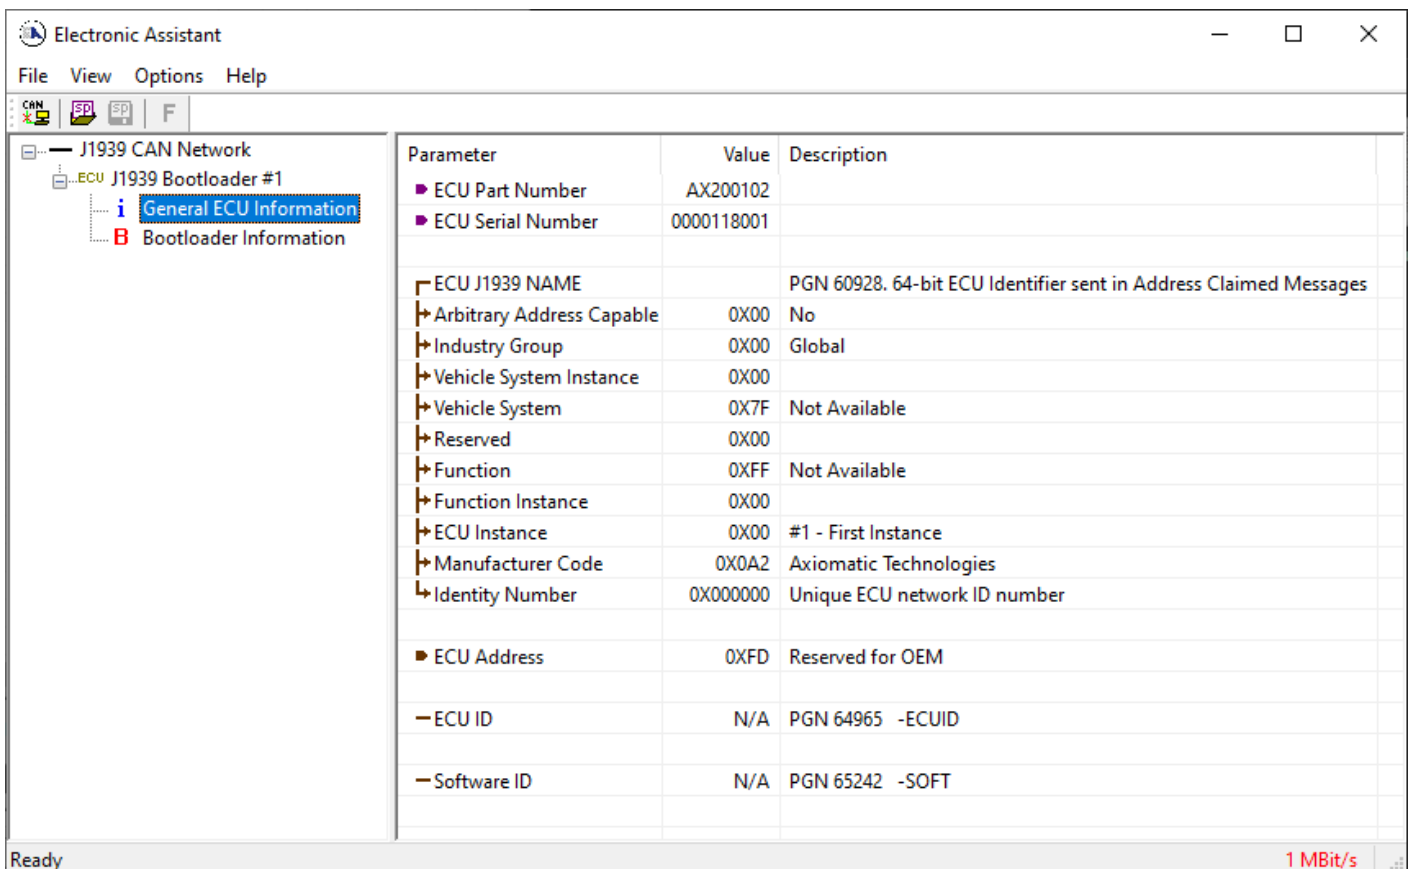 Electronic Assistant
File View Options Help
CAN SP SP F
J1939 CAN Network
ECU J1939 Bootloader #1
i General ECU Information
B Bootloader Information
Parameter Value Description
ECU Part Number AX200102
ECU Serial Number 0000118001
ECU J1939 NAME PGN 60928. 64-bit ECU Identifier sent in Address Claimed Messages
Arbitrary Address Capable 0X00 No
Industry Group 0X00 Global
Vehicle System Instance 0X00
Vehicle System 0X7F Not Available
Reserved 0X00
Function 0XFF Not Available
Function Instance 0X00
ECU Instance 0X00 #1 - First Instance
Manufacturer Code 0X0A2 Axiomatic Technologies
Identity Number 0X000000 Unique ECU network ID number
ECU Address 0XFD Reserved for OEM
ECU ID N/A PGN 64965 -ECUID
Software ID N/A PGN 65242 -SOFT
Ready 1 MBit/s